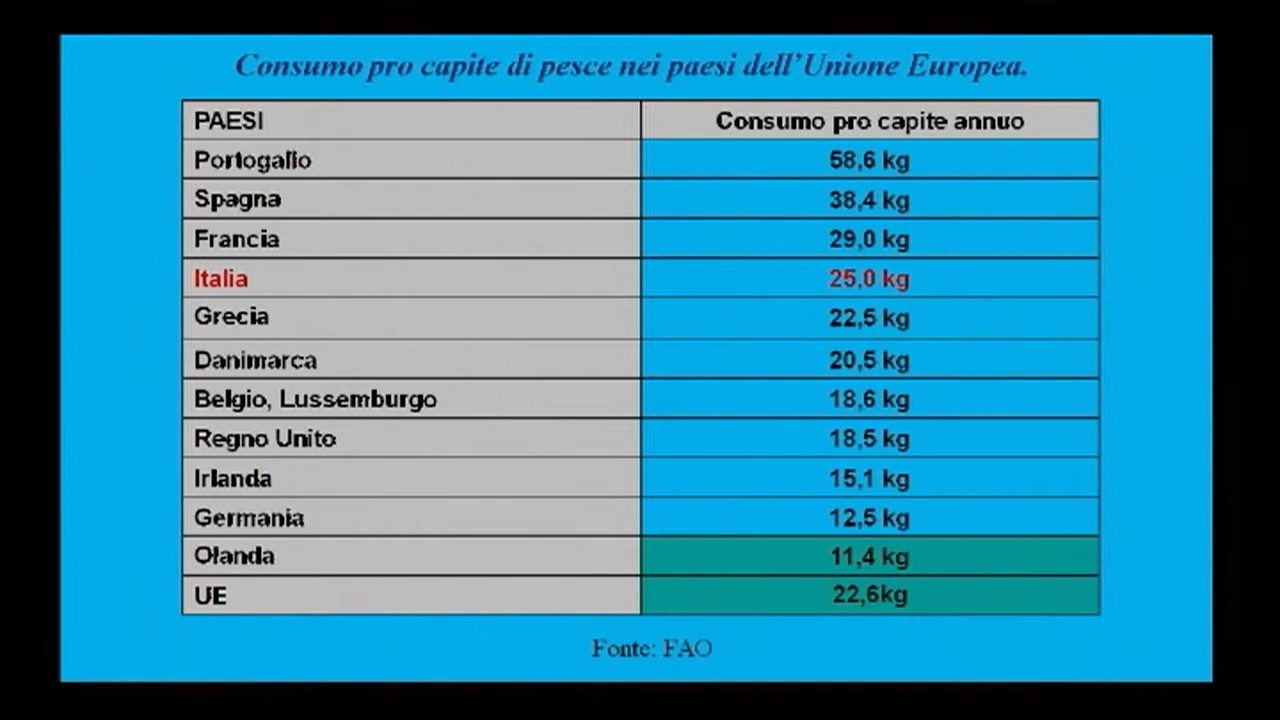 Consumo pro capite di pesce nei paesi dell'Unione Europea.
PAESI Consumo pro capite annuo
Portogallo 58,6 kg
Spagna 38,4 kg
Francia 29,0 kg
Italia 25,0 kg
Grecia 22,5 kg
Danimarca 20,5 kg
Belgio, Lussemburgo 18,6 kg
Regno Unito 18,5 kg
Irlanda 15,1 kg
Germania 12,5 kg
Olanda 11,4 kg
UE 22,6kg
Fonte: FAO